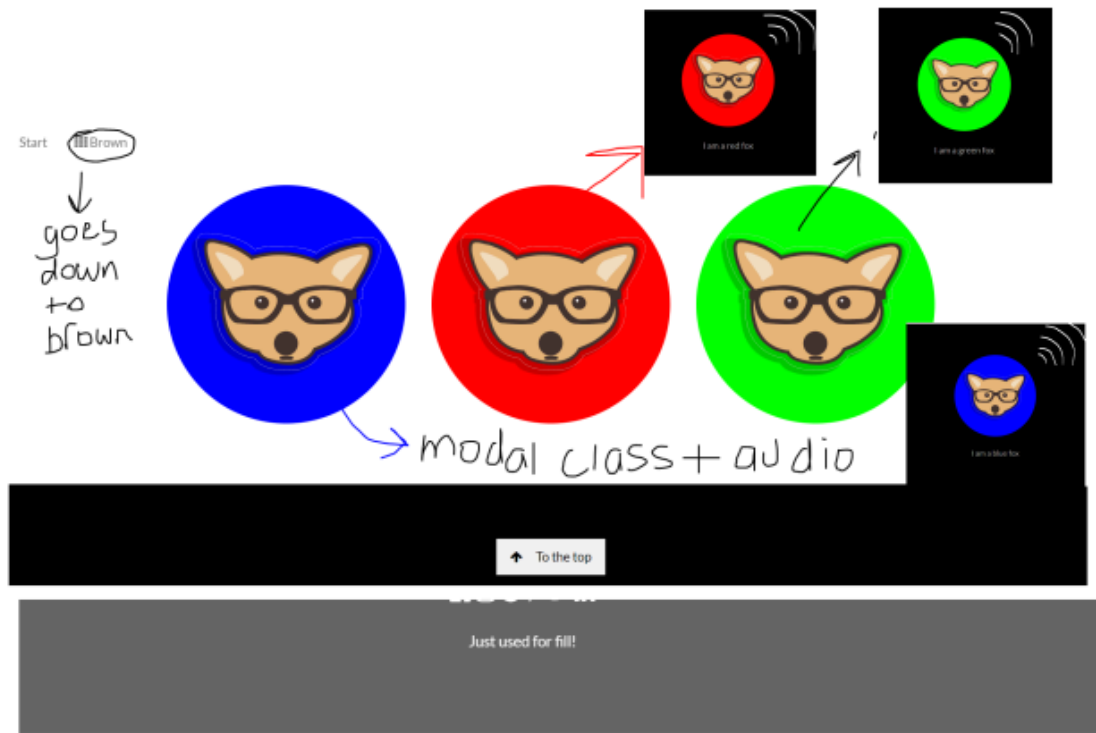 I am a red fox
I am a green fox
Start Brown
goes
down
to
brown
modal class + audio
I am a blue fox
To the top
Just used for fill!